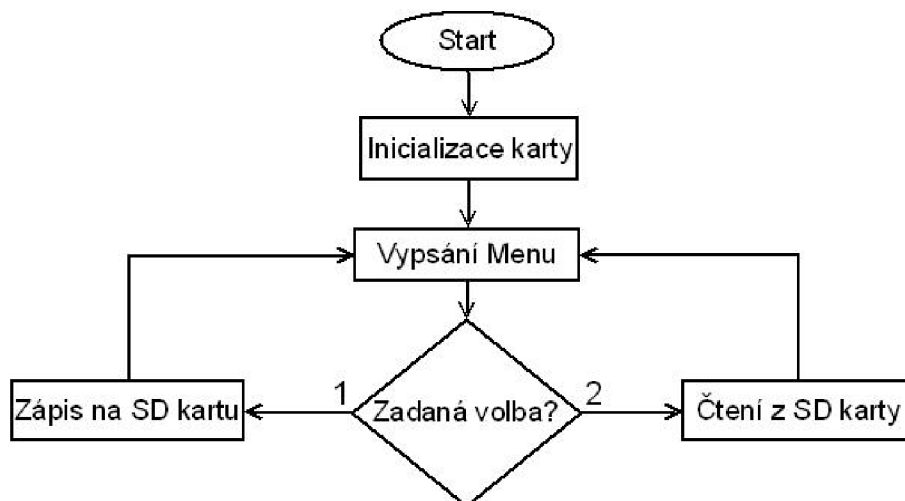 Start
Inicializace karty
Vypsání Menu
1
2
Zápis na SD kartu
Zadaná volba?
Čtení z SD karty